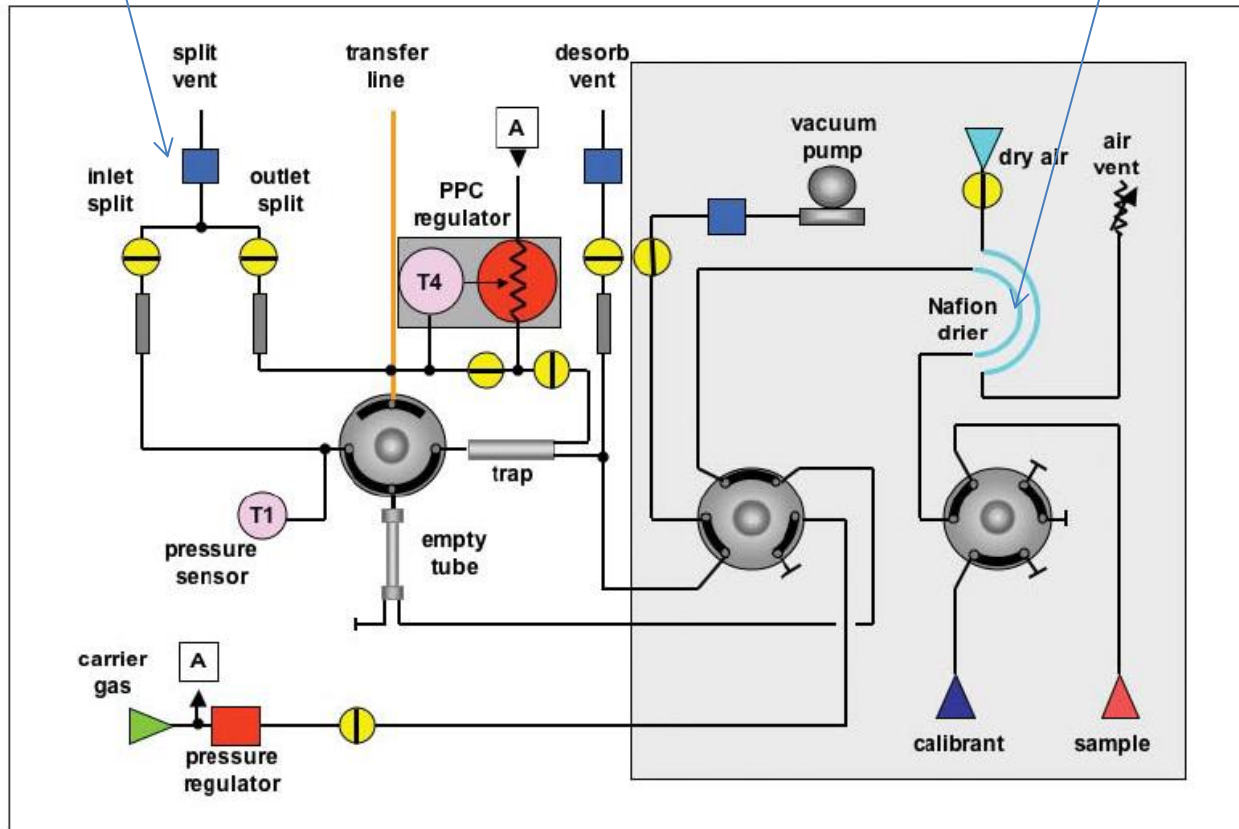 split
vent
transfer
line
desorb
vent
A
vacuum
pump
dry air
air
vent
inlet
split
outlet
split
PPC
regulator
T4
Nafion
drier
trap
T1
pressure
sensor
empty
tube
carrier
gas
A
pressure
regulator
calibrant
sample